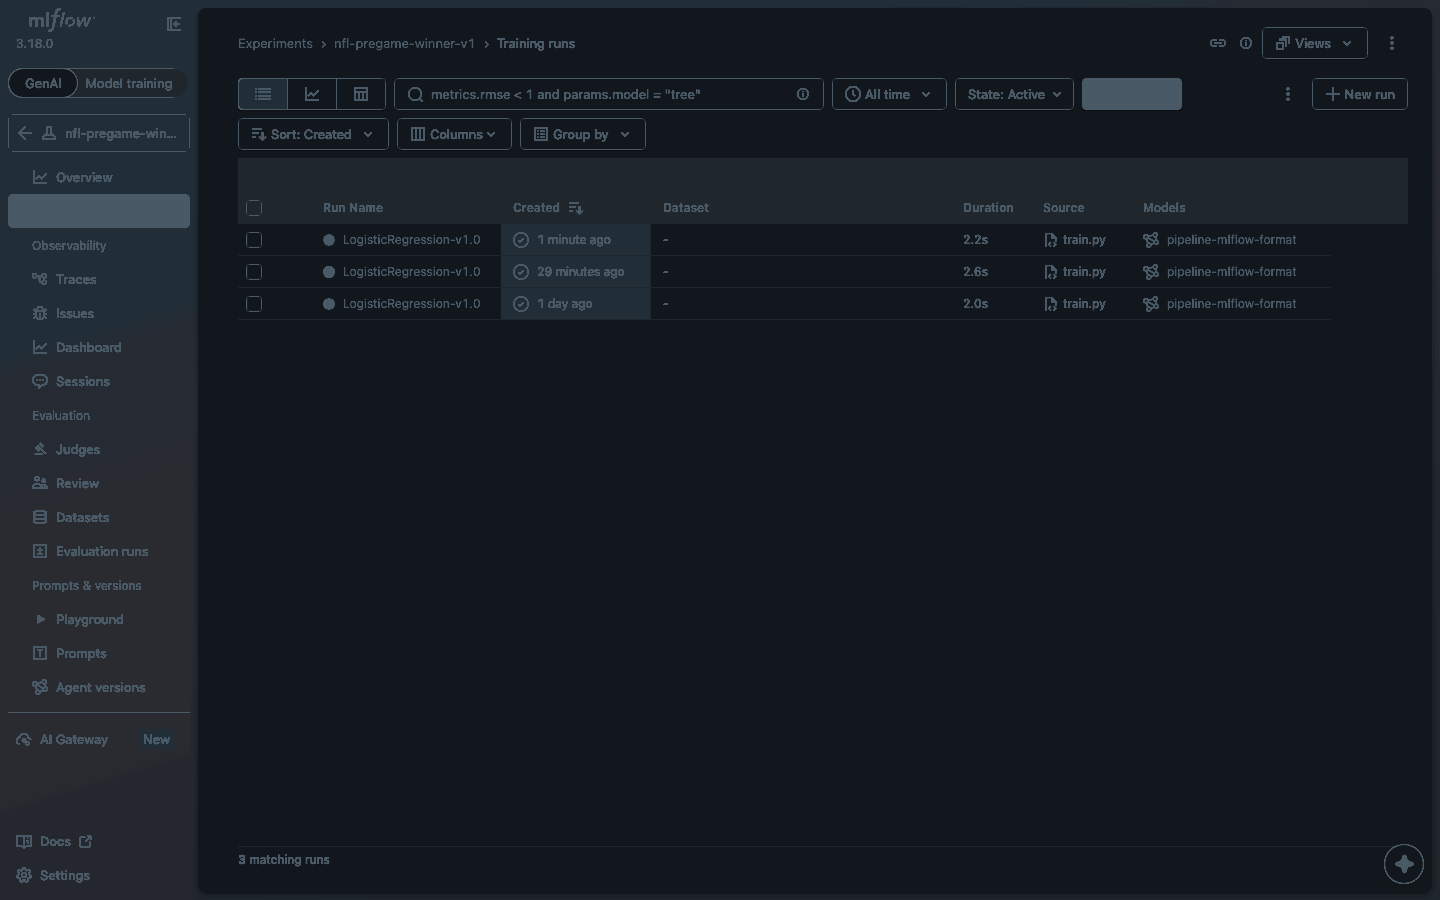 mlflow
3.18.0
GenAI Model training
nfl-pregame-win...
Overview
Observability
Traces
Issues
Dashboard
Sessions
Evaluation
Judges
Review
Datasets
Evaluation runs
Prompts & versions
Playground
Prompts
Agent versions
AI Gateway New
Docs
Settings
Experiments > nfl-pregame-winner-v1 > Training runs
Views
metrics.rmse < 1 and params.model = "tree"
All time
State: Active
New run
Sort: Created
Columns
Group by
Run Name Created Dataset Duration Source Models
LogisticRegression-v1.0 1 minute ago - 2.2s train.py pipeline-mlflow-format
LogisticRegression-v1.0 29 minutes ago - 2.6s train.py pipeline-mlflow-format
LogisticRegression-v1.0 1 day ago - 2.0s train.py pipeline-mlflow-format
3 matching runs